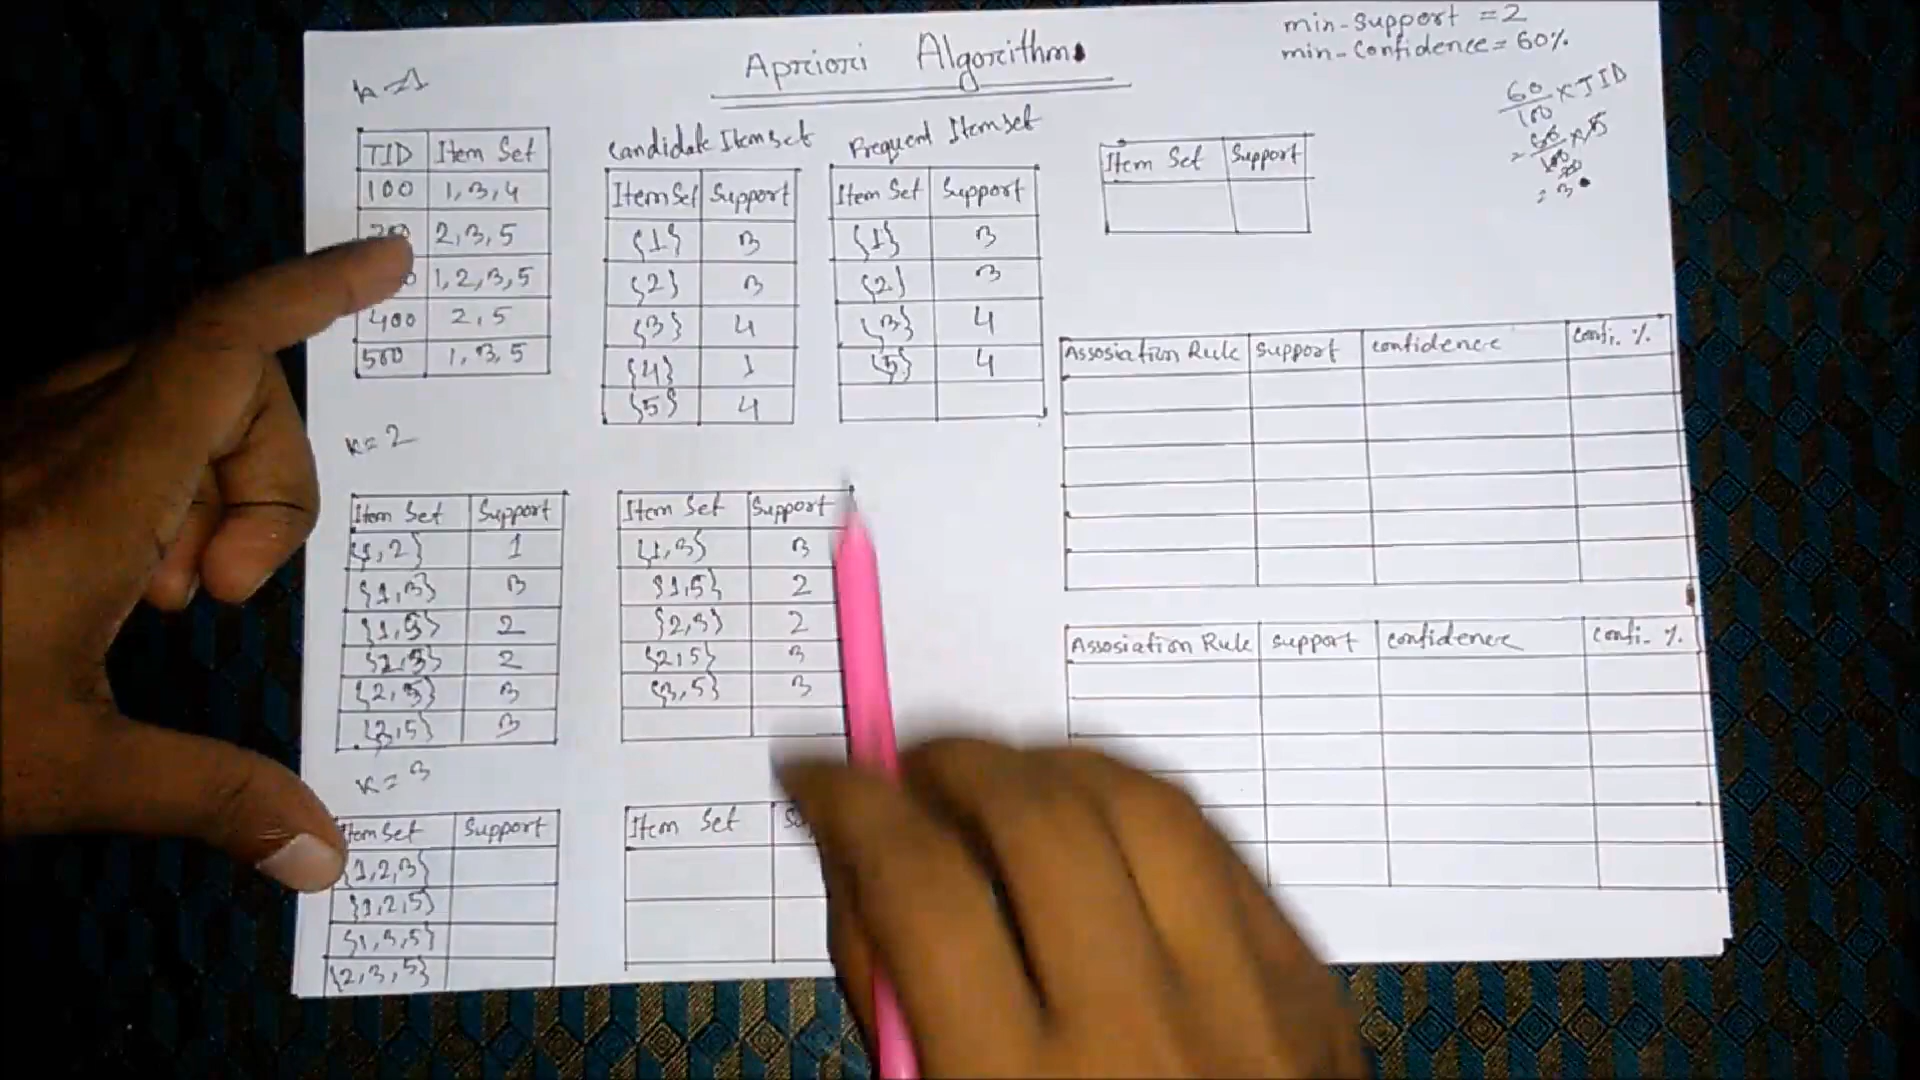 Apriori Algorithm
min-support = 2
min-confidence = 60%
60/100 × TID
= 60/100 × 5
= 3
k=1
TID Item Set
100 1,3,4
2,3,5
1,2,3,5
400 2,5
500 1,3,5
Candidate Itemset
Item Set Support
{1} 3
{2} 3
{3} 4
{4} 1
{5} 4
Frequent Itemset
Item Set Support
{1} 3
{2} 3
{3} 4
{5} 4
Item Set Support
k=2
Item Set Support
{1,2} 1
{1,3} 3
{1,5} 2
{2,3} 2
{2,5} 3
{3,5} 3
Item Set Support
{1,3} 3
{1,5} 2
{2,3} 2
{2,5} 3
{3,5} 3
k=3
Item Set Support
{1,2,3}
{1,2,5}
{1,3,5}
{2,3,5}
Item Set
Assosiation Rule Support confidence confi. %
Assosiation Rule support confidence confi. %